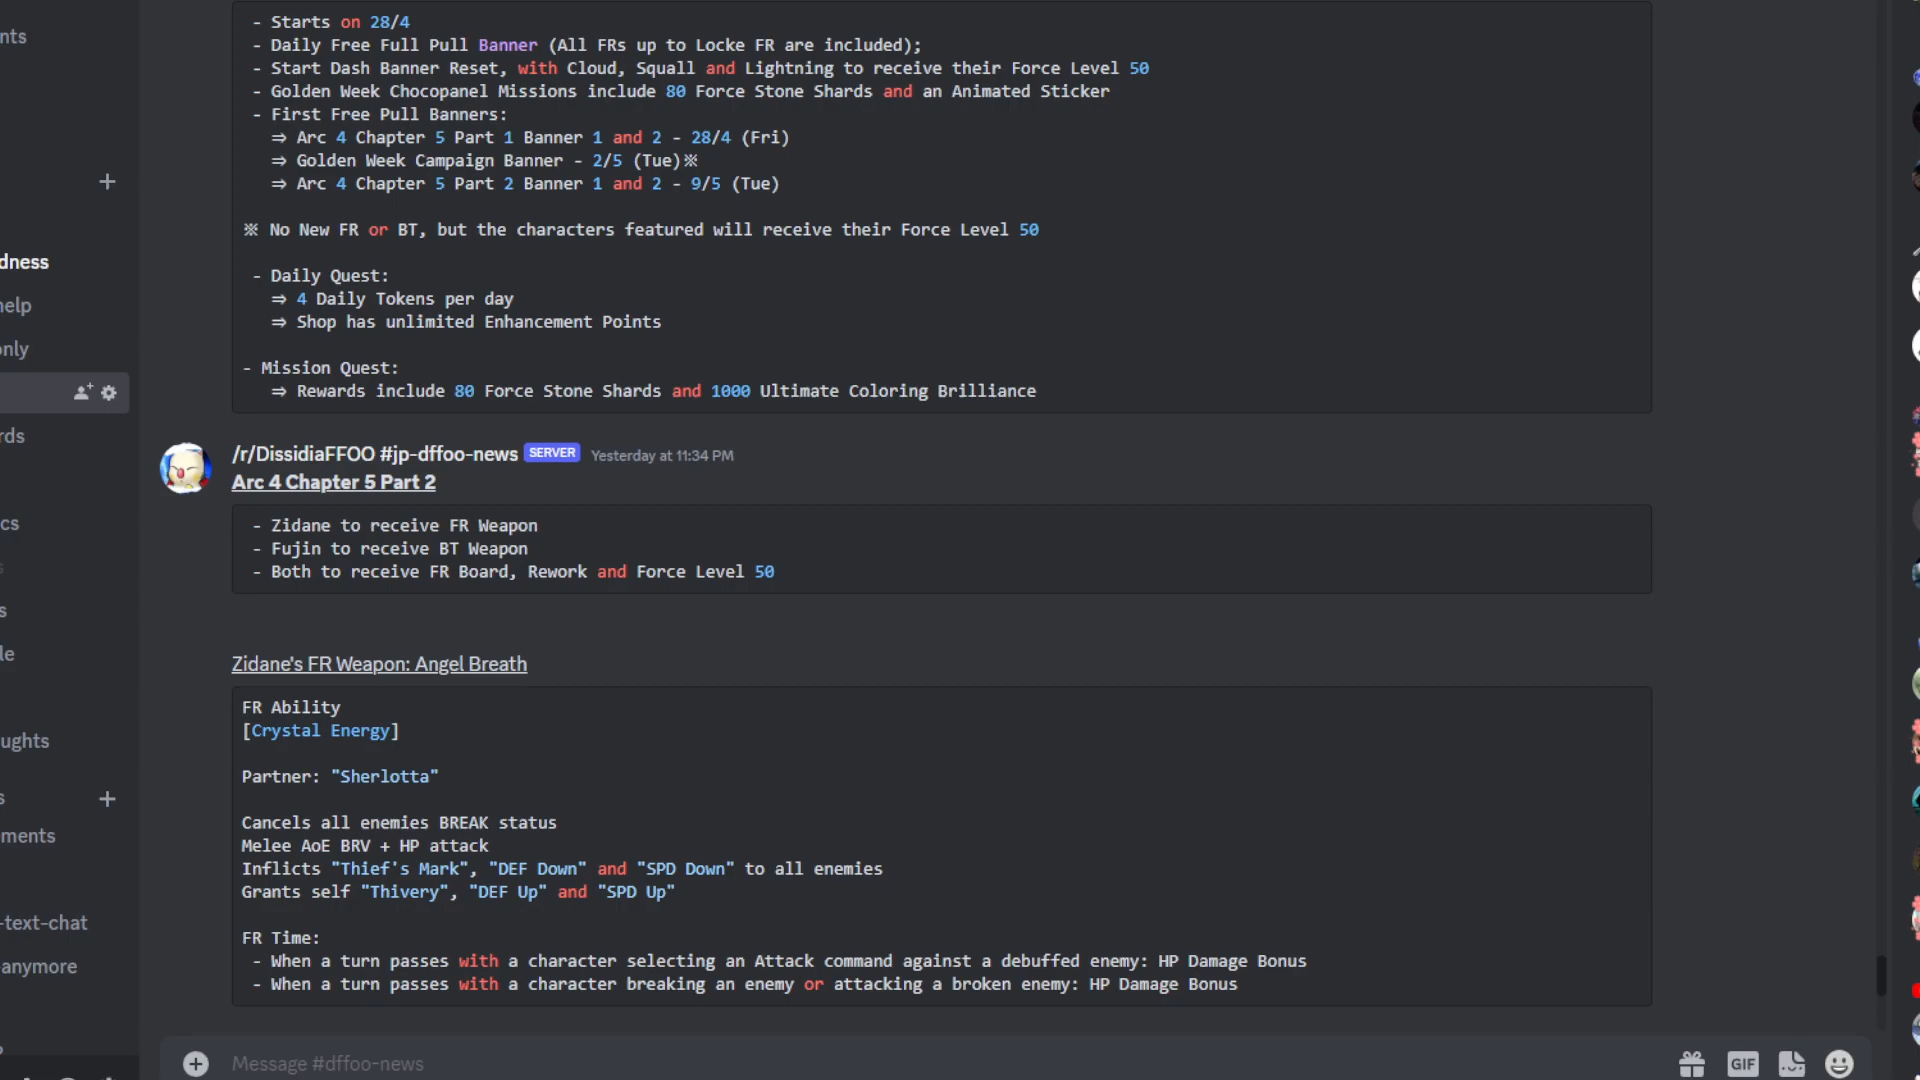 - Starts on 28/4
- Daily Free Full Pull Banner (All FRs up to Locke FR are included);
- Start Dash Banner Reset, with Cloud, Squall and Lightning to receive their Force Level 50
- Golden Week Chocopanel Missions include 80 Force Stone Shards and an Animated Sticker
- First Free Pull Banners:
⇒ Arc 4 Chapter 5 Part 1 Banner 1 and 2 - 28/4 (Fri)
⇒ Golden Week Campaign Banner - 2/5 (Tue)※
⇒ Arc 4 Chapter 5 Part 2 Banner 1 and 2 - 9/5 (Tue)
※ No New FR or BT, but the characters featured will receive their Force Level 50
- Daily Quest:
⇒ 4 Daily Tokens per day
⇒ Shop has unlimited Enhancement Points
- Mission Quest:
⇒ Rewards include 80 Force Stone Shards and 1000 Ultimate Coloring Brilliance
/r/DissidiaFFOO #jp-dffoo-news SERVER Yesterday at 11:34 PM
Arc 4 Chapter 5 Part 2
- Zidane to receive FR Weapon
- Fujin to receive BT Weapon
- Both to receive FR Board, Rework and Force Level 50
Zidane's FR Weapon: Angel Breath
FR Ability
[Crystal Energy]
Partner: "Sherlotta"
Cancels all enemies BREAK status
Melee AoE BRV + HP attack
Inflicts "Thief's Mark", "DEF Down" and "SPD Down" to all enemies
Grants self "Thivery", "DEF Up" and "SPD Up"
FR Time:
- When a turn passes with a character selecting an Attack command against a debuffed enemy: HP Damage Bonus
- When a turn passes with a character breaking an enemy or attacking a broken enemy: HP Damage Bonus
Message #dffoo-news
GIF
nts
dness
help
only
rds
cs
s
s
le
ughts
s
ments
-text-chat
anymore